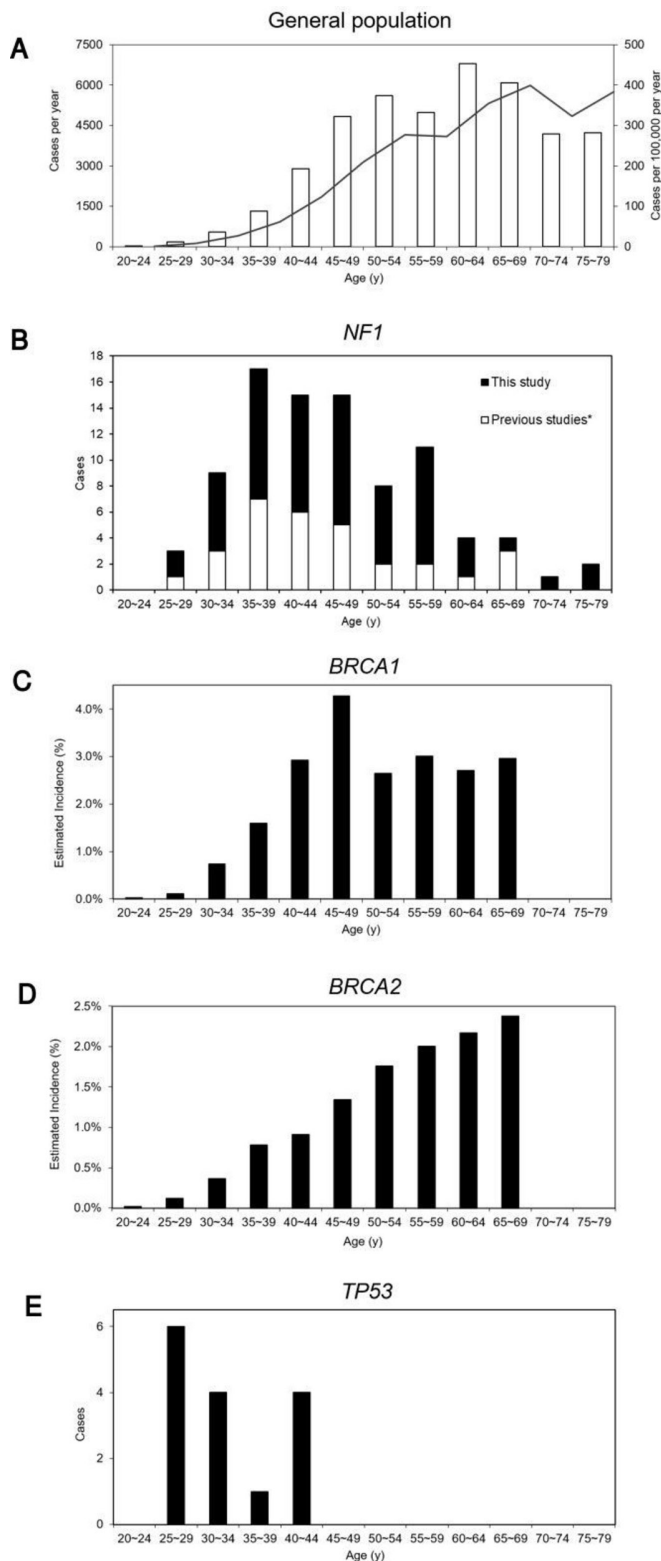 General population
A
7500
6000
4500
3000
1500
0
Cases per year
500
400
300
200
100
0
Cases per 100,000 per year
20~24 25~29 30~34 35~39 40~44 45~49 50~54 55~59 60~64 65~69 70~74 75~79
Age (y)
NF1
B
18
16
14
12
10
8
6
4
2
0
Cases
This study
Previous studies*
20~24 25~29 30~34 35~39 40~44 45~49 50~54 55~59 60~64 65~69 70~74 75~79
Age (y)
BRCA1
C
4.0%
3.0%
2.0%
1.0%
0.0%
Estimated Incidence (%)
20~24 25~29 30~34 35~39 40~44 45~49 50~54 55~59 60~64 65~69 70~74 75~79
Age (y)
BRCA2
D
2.5%
2.0%
1.5%
1.0%
0.5%
0.0%
Estimated Incidence (%)
20~24 25~29 30~34 35~39 40~44 45~49 50~54 55~59 60~64 65~69 70~74 75~79
Age (y)
TP53
E
6
4
2
0
Cases
20~24 25~29 30~34 35~39 40~44 45~49 50~54 55~59 60~64 65~69 70~74 75~79
Age (y)